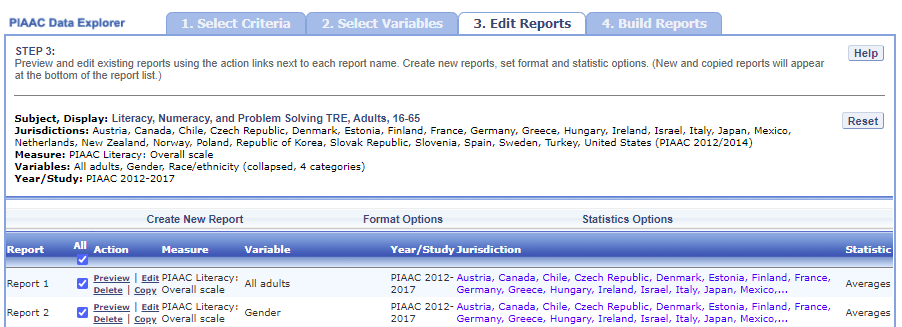 PIAAC Data Explorer
1. Select Criteria
2. Select Variables
3. Edit Reports
4. Build Reports
STEP 3:
Preview and edit existing reports using the action links next to each report name. Create new reports, set format and statistic options. (New and copied reports will appear
at the bottom of the report list.)
Help
Subject, Display: Literacy, Numeracy, and Problem Solving TRE, Adults, 16-65
Jurisdictions: Austria, Canada, Chile, Czech Republic, Denmark, Estonia, Finland, France, Germany, Greece, Hungary, Ireland, Israel, Italy, Japan, Mexico,
Netherlands, New Zealand, Norway, Poland, Republic of Korea, Slovak Republic, Slovenia, Spain, Sweden, Turkey, United States (PIAAC 2012/2014)
Measure: PIAAC Literacy: Overall scale
Variables: All adults, Gender, Race/ethnicity (collapsed, 4 categories)
Year/Study: PIAAC 2012-2017
Reset
Create New Report Format Options Statistics Options
Report All Action Measure Variable Year/Study Jurisdiction Statistic
Report 1 Preview | Edit PIAAC Literacy: All adults PIAAC 2012- Austria, Canada, Chile, Czech Republic, Denmark, Estonia, Finland, France, Averages
Delete | Copy Overall scale 2017 Germany, Greece, Hungary, Ireland, Israel, Italy, Japan, Mexico,...
Report 2 Preview | Edit PIAAC Literacy: Gender PIAAC 2012- Austria, Canada, Chile, Czech Republic, Denmark, Estonia, Finland, France, Averages
Delete | Copy Overall scale 2017 Germany, Greece, Hungary, Ireland, Israel, Italy, Japan, Mexico,...